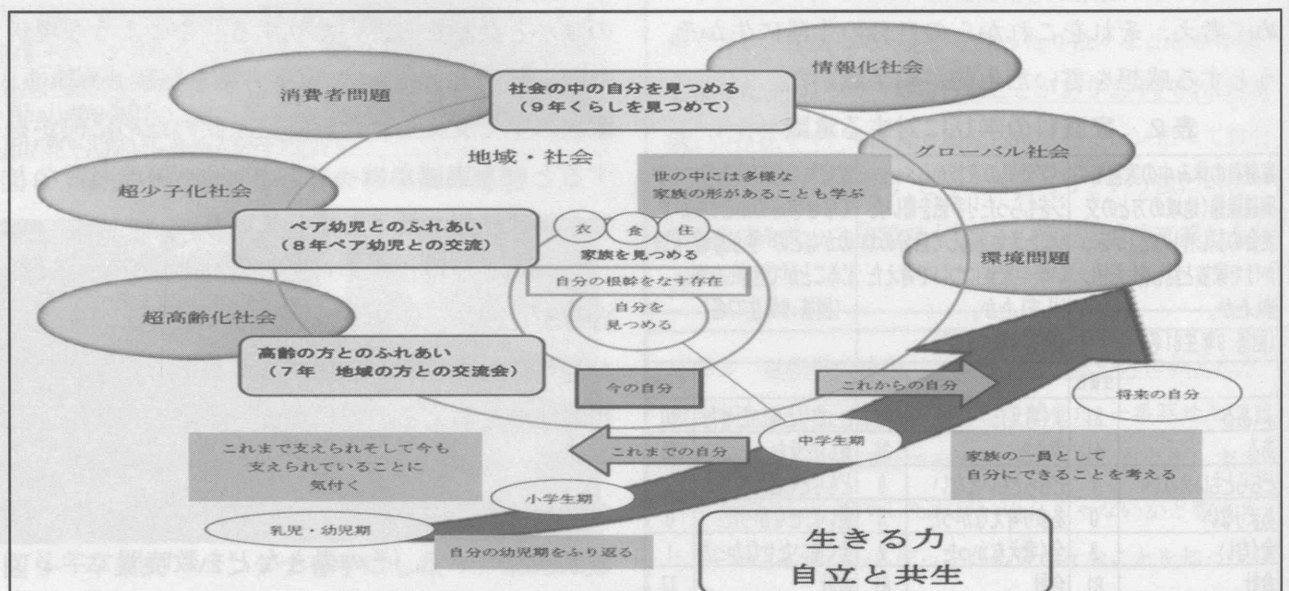 情報化社会
消費者問題
社会の中の自分を見つめる
（９年くらしを見つめて）
地域・社会
グローバル社会
世の中には多様な
家族の形があることも学ぶ
超少子化社会
ペア幼児とのふれあい
（８年ペア幼児との交流）
衣 食 住
家族を見つめる
環境問題
自分の根幹をなす存在
自分を
見つめる
超高齢化社会
高齢の方とのふれあい
（７年　地域の方との交流会）
今の自分
これからの自分
将来の自分
中学生期
これまで支えられそして今も
支えられていることに
気付く
これまでの自分
家族の一員として
自分にできることを考える
小学生期
乳児・幼児期
自分の幼児期をふり返る
生きる力
自立と共生